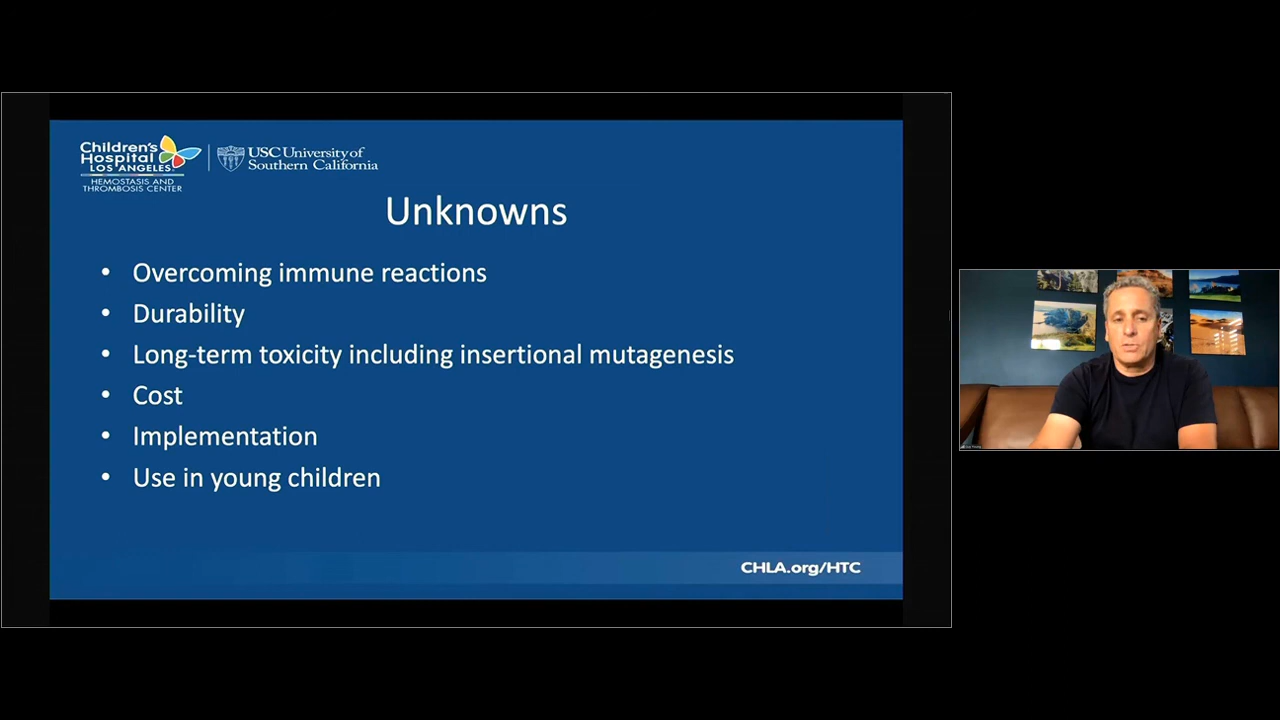 Children's
Hospital
LOS ANGELES
HEMOSTASIS AND
THROMBOSIS CENTER
USC University of
Southern California
Unknowns
• Overcoming immune reactions
• Durability
• Long-term toxicity including insertional mutagenesis
• Cost
• Implementation
• Use in young children
CHLA.org/HTC